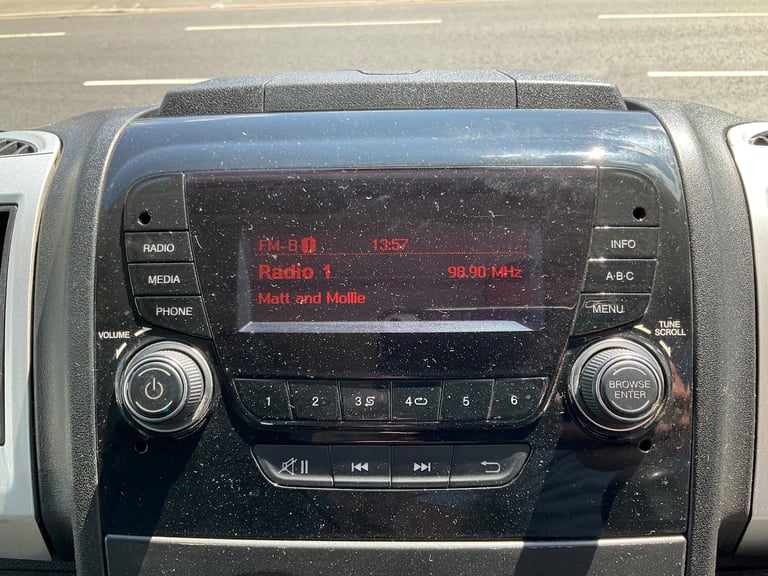 FM-B 13:57
Radio 1 98.90 MHz
Matt and Mollie
RADIO
MEDIA
PHONE
INFO
A·B·C
MENU
VOLUME
TUNE
SCROLL
BROWSE
ENTER
1 2 3 4 5 6